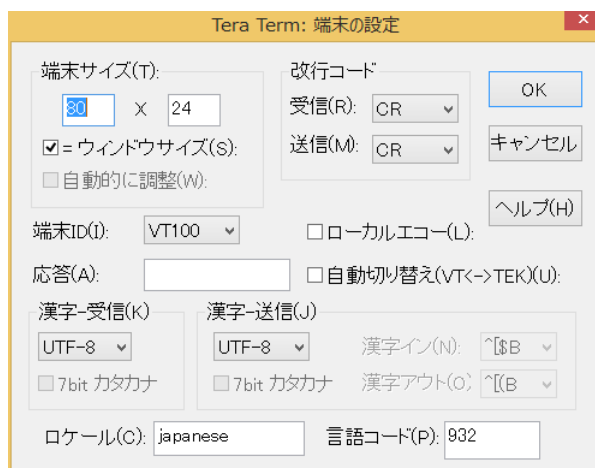 Tera Term: 端末の設定
端末サイズ(T):
80 X 24
☑= ウィンドウサイズ(S):
自動的に調整(W):
改行コード
受信(R): CR
送信(M): CR
OK
キャンセル
ヘルプ(H)
端末ID(I): VT100
ローカルエコー(L):
応答(A):
自動切り替え(VT<->TEK)(U):
漢字-受信(K)
UTF-8
7bit カタカナ
漢字-送信(J)
UTF-8
7bit カタカナ
漢字イン(N): ^[$B
漢字アウト(O) ^[(B
ロケール(C): japanese
言語コード(P): 932